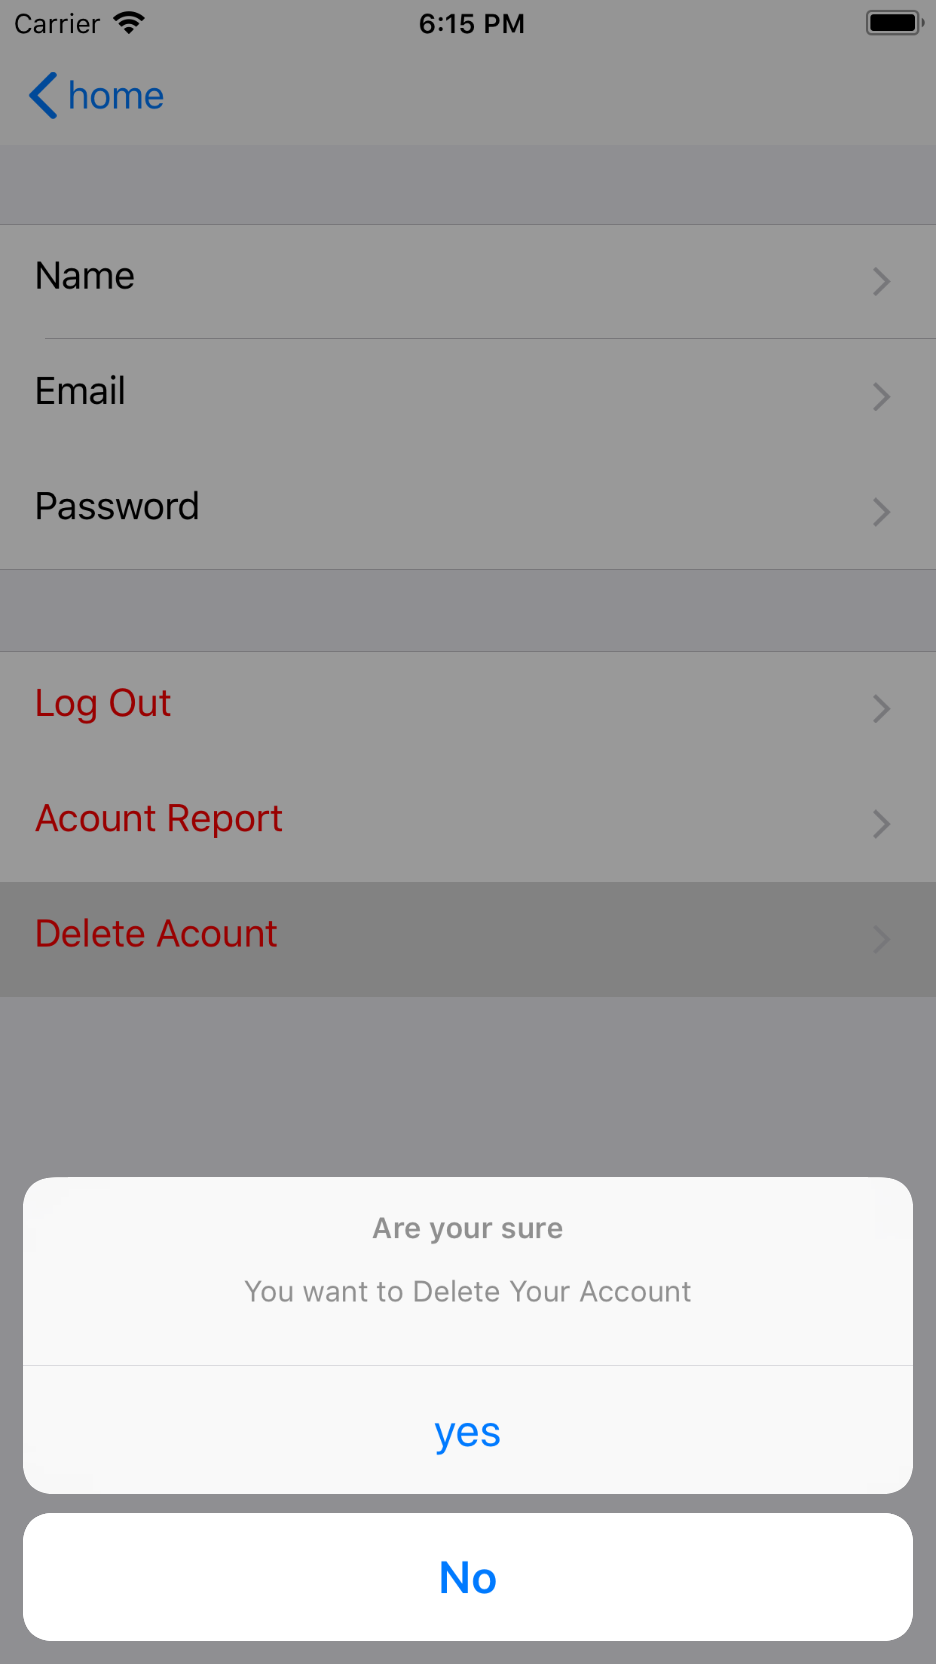 Carrier 6:15 PM
home
Name
Email
Password
Log Out
Acount Report
Delete Acount
Are your sure
You want to Delete Your Account
yes
No